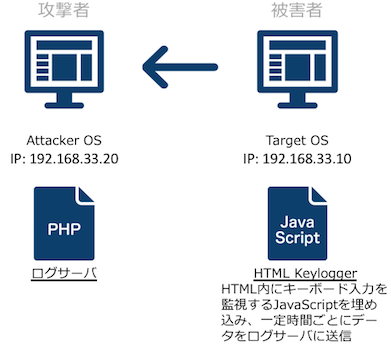 攻撃者
被害者
Attacker OS
IP: 192.168.33.20
Target OS
IP: 192.168.33.10
PHP
Java
Script
ログサーバ
HTML Keylogger
HTML内にキーボード入力を
監視するJavaScriptを埋め
込み、一定時間ごとにデー
タをログサーバに送信